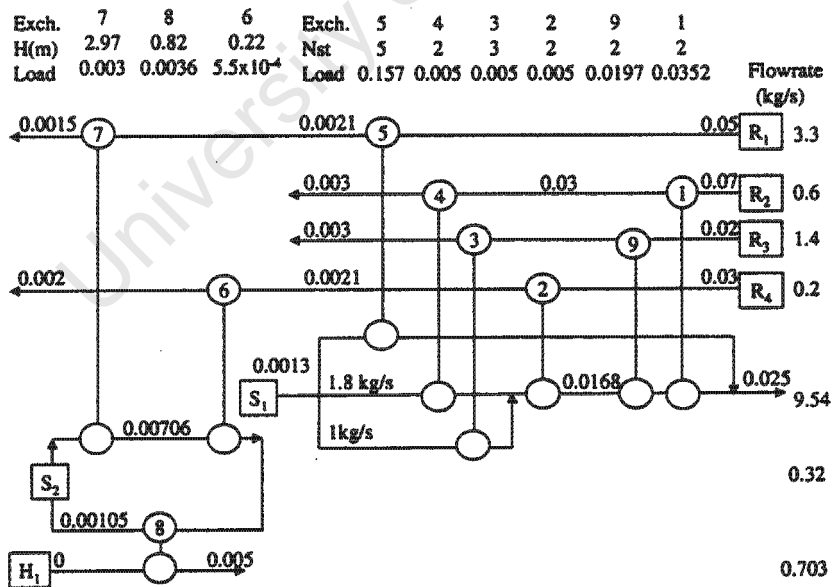 Exch. 7 8 6
H(m) 2.97 0.82 0.22
Load 0.003 0.0036 5.5x10⁻⁴
Exch. 5 4 3 2 9 1
Nst 5 2 3 2 2 2
Load 0.157 0.005 0.005 0.005 0.0197 0.0352
Flowrate
(kg/s)
0.0015 7 0.0021 5 0.05 R₁ 3.3
0.003 4 0.03 1 0.07 R₂ 0.6
0.003 3 9 0.02 R₃ 1.4
0.002 6 0.0021 2 0.03 R₄ 0.2
0.0013
S₁ 1.8 kg/s 0.0168 0.025 9.54
1kg/s
0.00706
S₂ 0.32
0.00105 8
H₁ 0 0.005 0.703
University